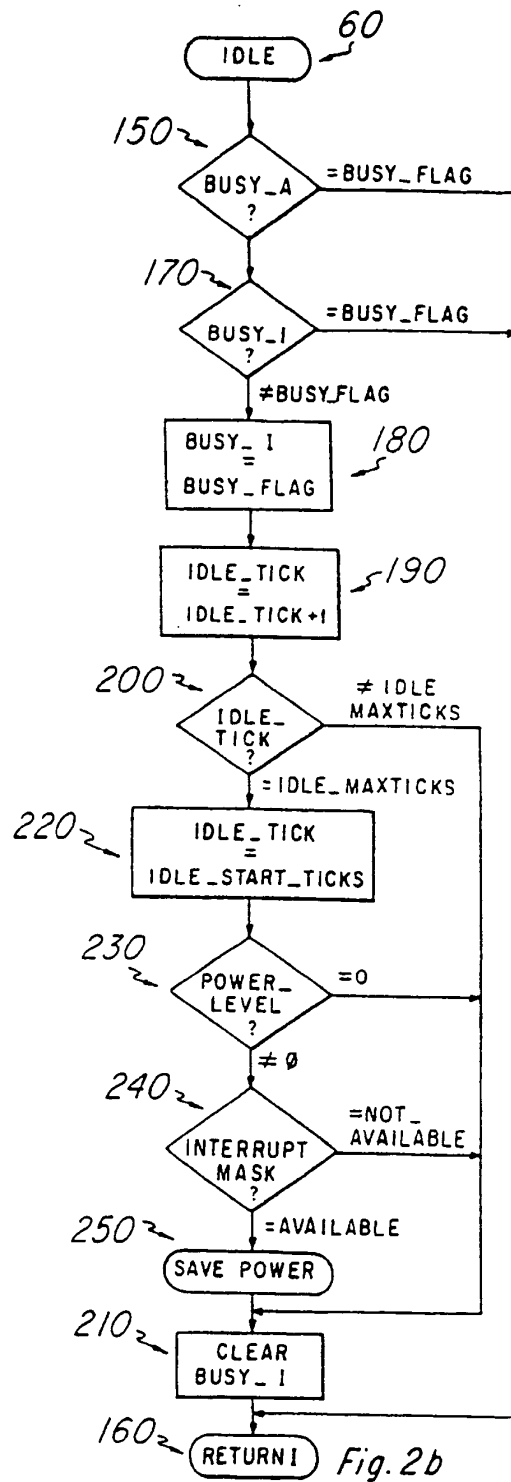 60
IDLE
150
BUSY_A
?
=BUSY_FLAG
170
BUSY_I
?
=BUSY_FLAG
≠BUSY_FLAG
BUSY_ I
=
BUSY_FLAG
180
IDLE_TICK
=
IDLE_TICK+1
190
200
IDLE_
TICK
?
≠ IDLE
MAXTICKS
=IDLE_MAXTICKS
220
IDLE_TICK
=
IDLE_START_TICKS
230
POWER_
LEVEL
?
=0
≠ 0
240
INTERRUPT
MASK
?
=NOT_
AVAILABLE
=AVAILABLE
250
SAVE POWER
210
CLEAR
BUSY_ I
160
RETURN I
Fig. 2b